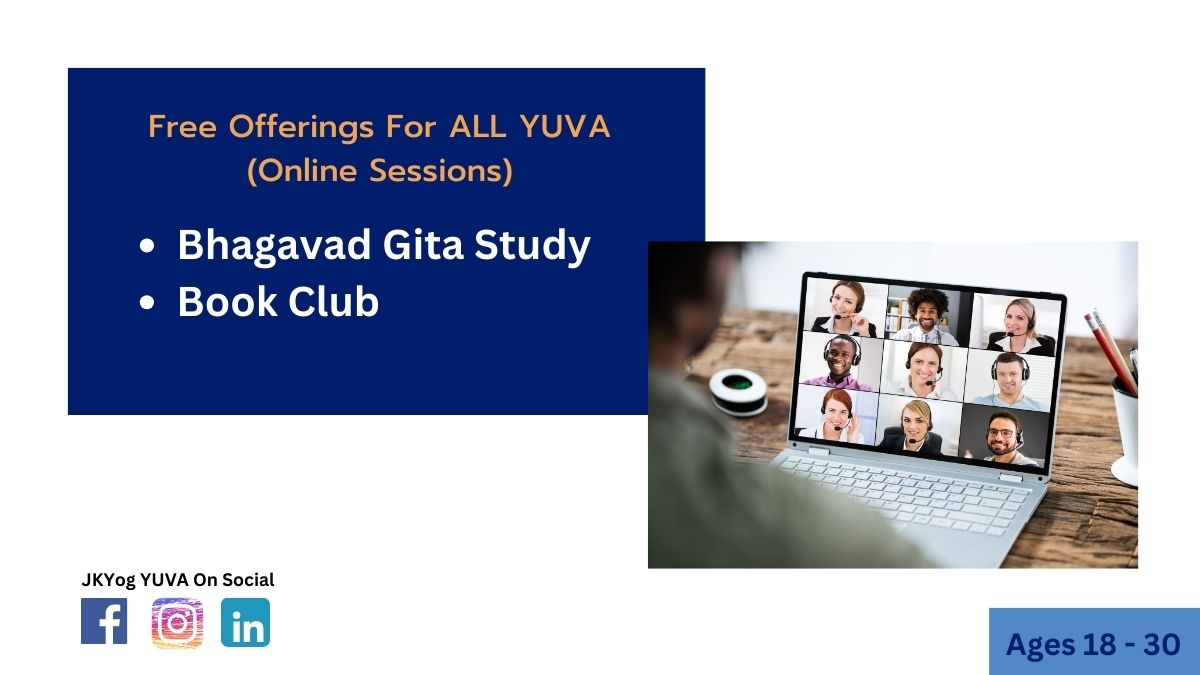 Free Offerings For ALL YUVA
(Online Sessions)
• Bhagavad Gita Study
• Book Club
JKYog YUVA On Social
Ages 18 - 30